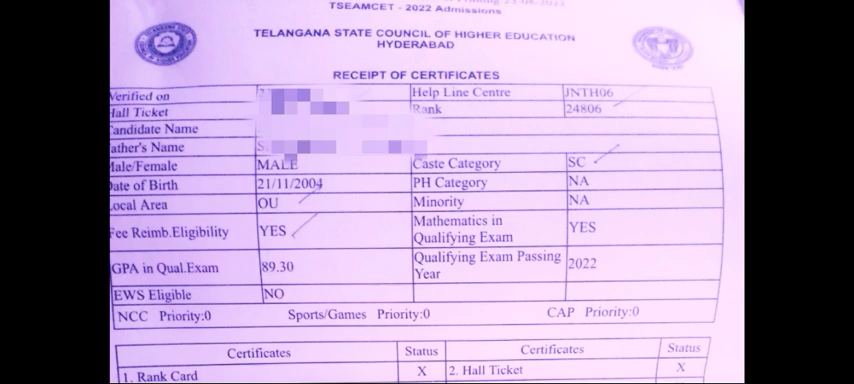 TSEAMCET - 2022 Admissions
TELANGANA STATE COUNCIL OF HIGHER EDUCATION
HYDERABAD
RECEIPT OF CERTIFICATES
Verified on Help Line Centre JNTH06
Hall Ticket Rank 24806
Candidate Name
Father's Name
Male/Female MALE Caste Category SC
Date of Birth 21/11/2004 PH Category NA
Local Area OU Minority NA
Fee Reimb.Eligibility YES Mathematics in Qualifying Exam YES
GPA in Qual.Exam 89.30 Qualifying Exam Passing Year 2022
EWS Eligible NO
NCC Priority:0 Sports/Games Priority:0 CAP Priority:0
Certificates Status Certificates Status
1. Rank Card X 2. Hall Ticket X